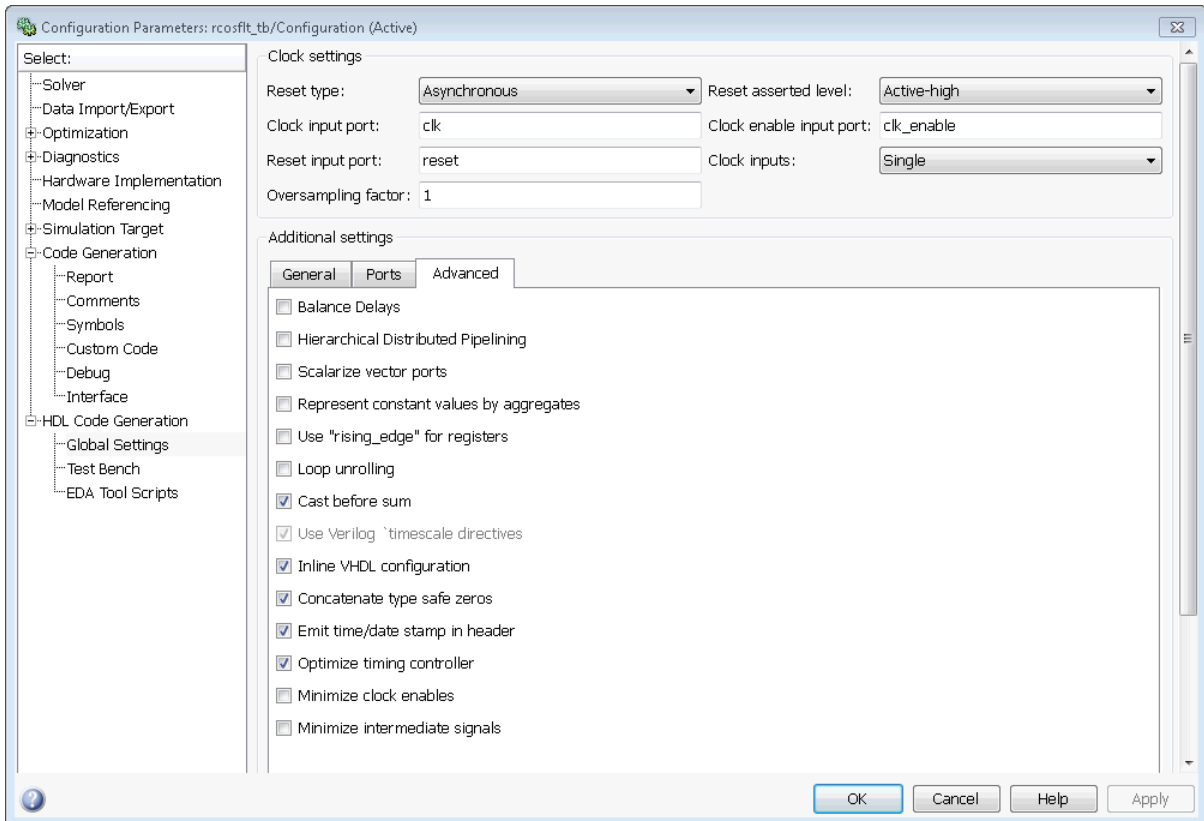 Configuration Parameters: rcosflt_tb/Configuration (Active)
Select:
Solver
Data Import/Export
Optimization
Diagnostics
Hardware Implementation
Model Referencing
Simulation Target
Code Generation
Report
Comments
Symbols
Custom Code
Debug
Interface
HDL Code Generation
Global Settings
Test Bench
EDA Tool Scripts
Clock settings
Reset type: Asynchronous Reset asserted level: Active-high
Clock input port: clk Clock enable input port: clk_enable
Reset input port: reset Clock inputs: Single
Oversampling factor: 1
Additional settings
General Ports Advanced
Balance Delays
Hierarchical Distributed Pipelining
Scalarize vector ports
Represent constant values by aggregates
Use "rising_edge" for registers
Loop unrolling
Cast before sum
Use Verilog `timescale directives
Inline VHDL configuration
Concatenate type safe zeros
Emit time/date stamp in header
Optimize timing controller
Minimize clock enables
Minimize intermediate signals
OK Cancel Help Apply